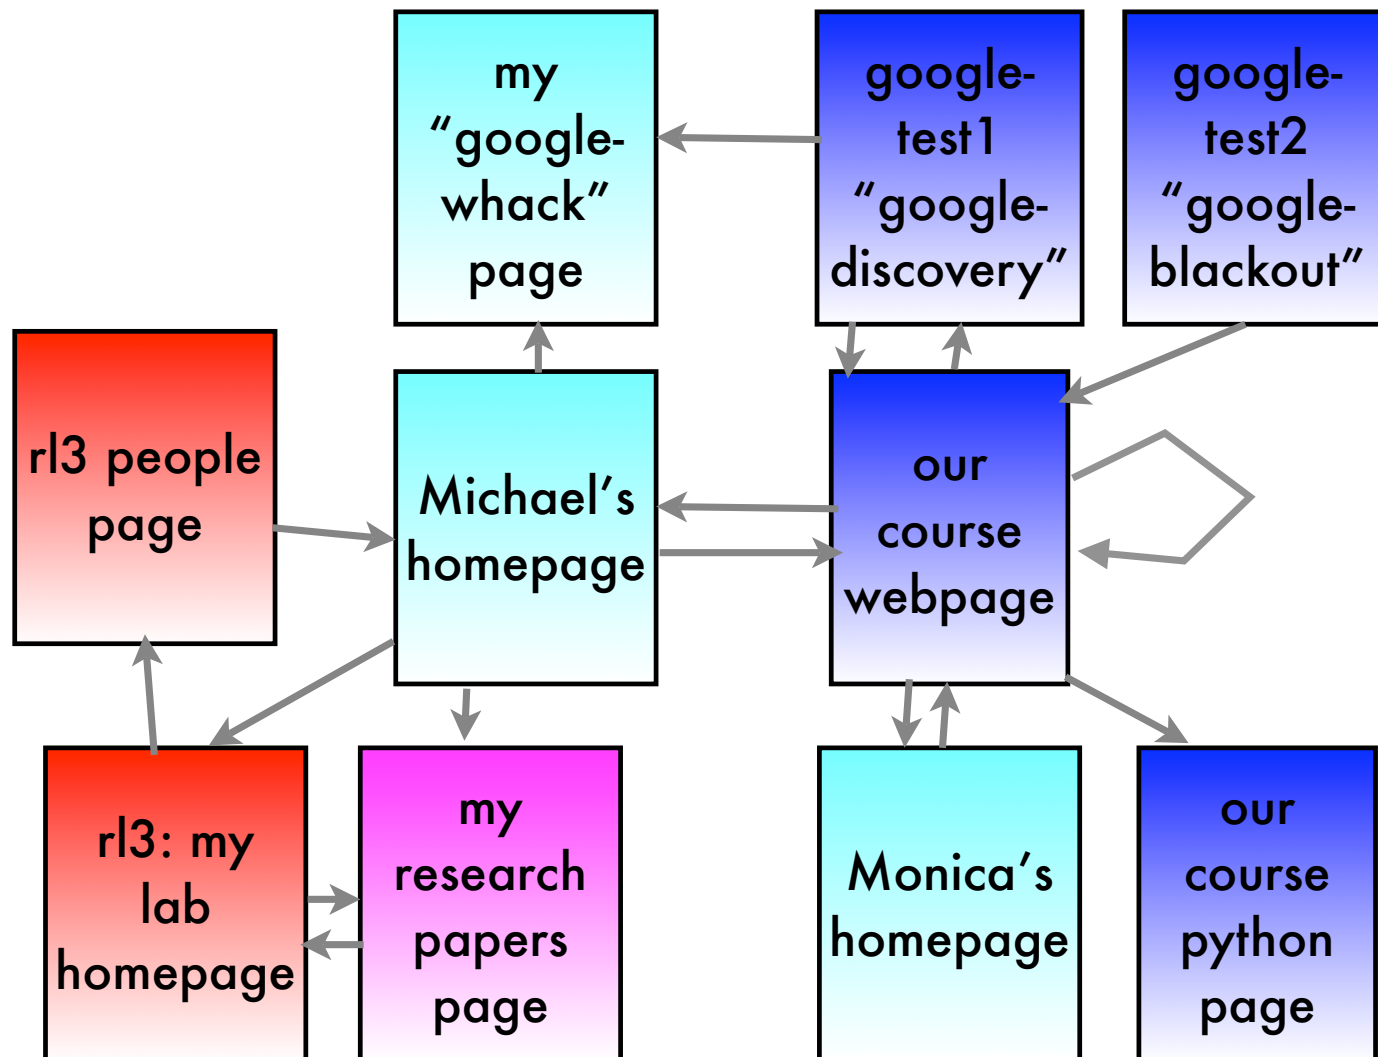 my
“google-
whack”
page
google-
test1
“google-
discovery”
google-
test2
“google-
blackout”
rl3 people
page
Michael’s
homepage
our
course
webpage
rl3: my
lab
homepage
my
research
papers
page
Monica’s
homepage
our
course
python
page